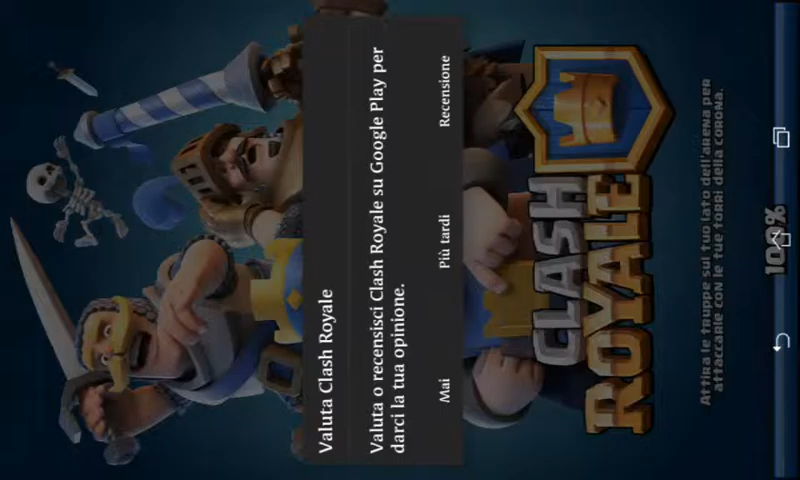 Valuta Clash Royale
Valuta o recensisci Clash Royale su Google Play per
darci la tua opinione.
Mai
Più tardi
Recensione
CLASH
ROYALE
Attira le truppe sul tuo lato dell'arena per
attaccarle con le tue torri della corona.
100%